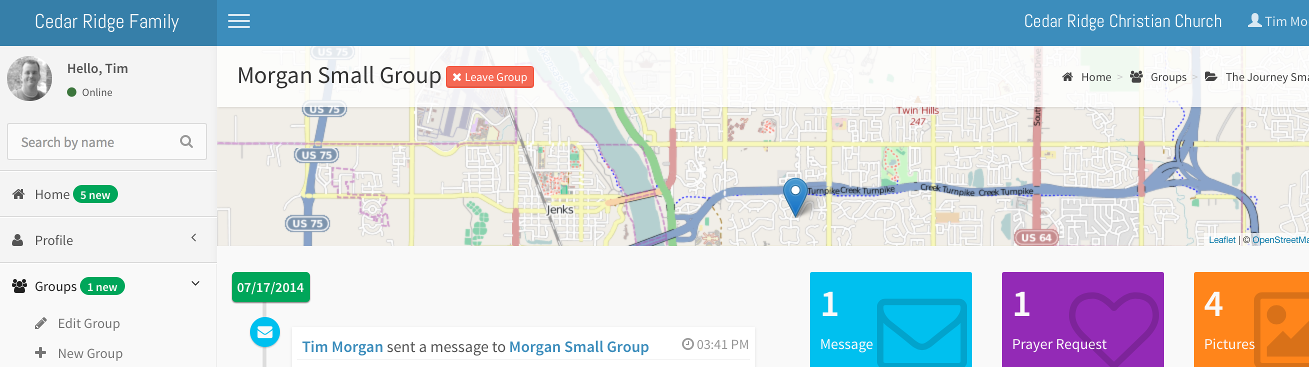 Cedar Ridge Family
Cedar Ridge Christian Church
Tim Mo
Hello, Tim
Online
Search by name
Home 5 new
Profile
Groups 1 new
Edit Group
New Group
Morgan Small Group
Leave Group
Home > Groups > The Journey Sma
US 75
Twin Hills
247
US 75
Turnpike Creek Turnpike
Creek Turnpike
Creek Turnpike
Jenks
US 75
US 64
Leaflet | © OpenStreetMa
07/17/2014
Tim Morgan sent a message to Morgan Small Group
03:41 PM
1
Message
1
Prayer Request
4
Pictures